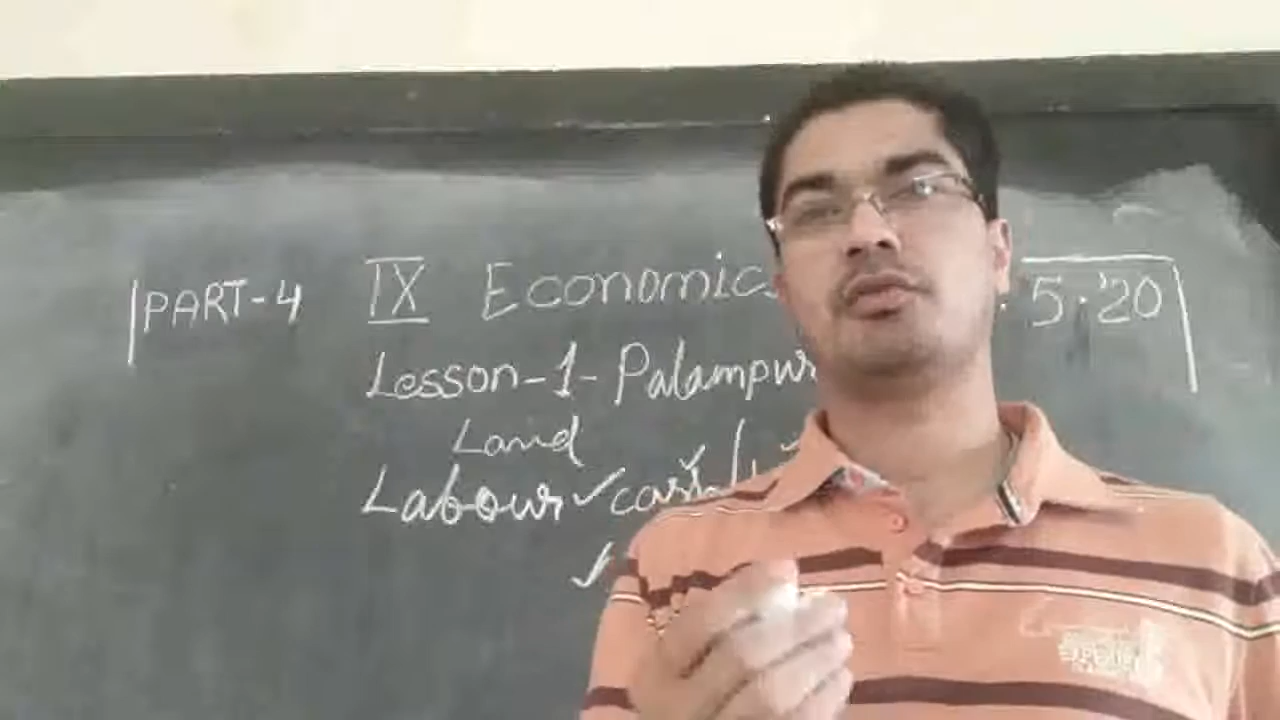 PART-4 IX Economics 5.'20
Lesson-1-Palampur
Land
Labour ✓
✓